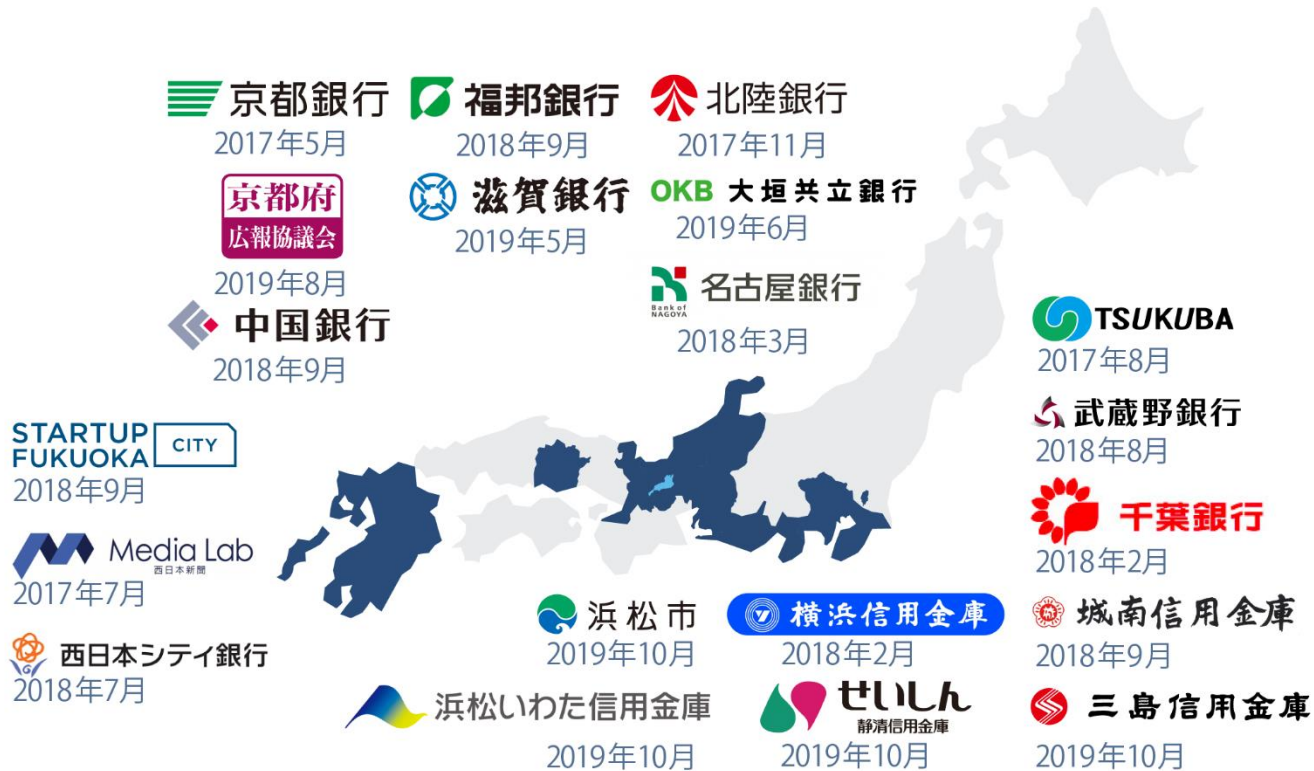 京都銀行
2017年5月
福邦銀行
2018年9月
北陸銀行
2017年11月
京都府
広報協議会
2019年8月
滋賀銀行
2019年5月
OKB 大垣共立銀行
2019年6月
Bank of
NAGOYA
名古屋銀行
2018年3月
中国銀行
2018年9月
TSUKUBA
2017年8月
武蔵野銀行
2018年8月
千葉銀行
2018年2月
城南信用金庫
2018年9月
三島信用金庫
2019年10月
STARTUP
FUKUOKA
CITY
2018年9月
Media Lab
西日本新聞
2017年7月
西日本シティ銀行
2018年7月
浜松市
2019年10月
横浜信用金庫
2018年2月
浜松いわた信用金庫
2019年10月
せいしん
静清信用金庫
2019年10月